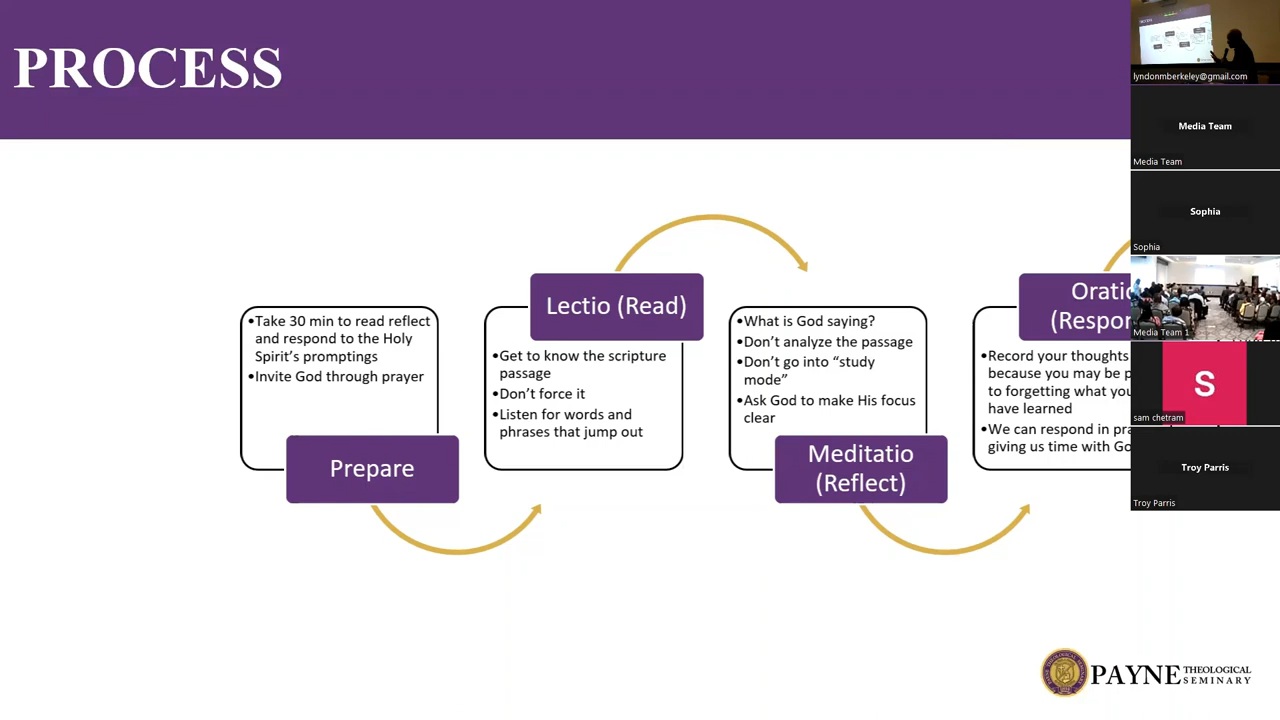 PROCESS
•Take 30 min to read reflect
and respond to the Holy
Spirit’s promptings
•Invite God through prayer
Prepare
Lectio (Read)
•Get to know the scripture
passage
•Don’t force it
•Listen for words and
phrases that jump out
•What is God saying?
•Don’t analyze the passage
•Don’t go into “study
mode”
•Ask God to make His focus
clear
Meditatio
(Reflect)
•Record your thoughts
because you may be
to forgetting what
have learned
•We can respond in
giving us time with
lyndonmberkeley@gmail.com
Media Team
Media Team
Sophia
Sophia
Media Team 1
S
sam chetram
Troy Parris
Troy Parris
PAYNE THEOLOGICAL
SEMINARY